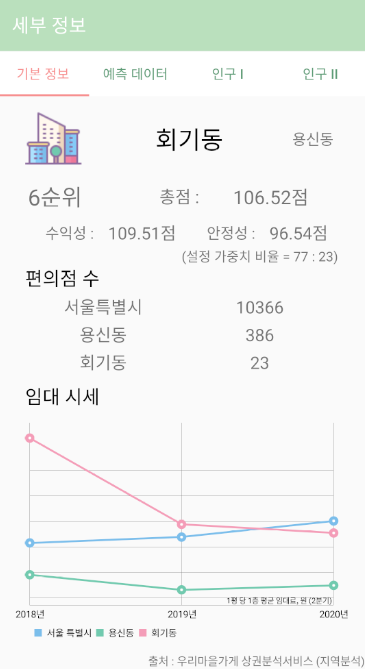 세부 정보
기본 정보 예측 데이터 인구 I 인구 II
회기동 용신동
6순위 총점 : 106.52점
수익성 : 109.51점 안정성 : 96.54점
(설정 가중치 비율 = 77 : 23)
편의점 수
서울특별시 10366
용신동 386
회기동 23
임대 시세
1평 당 1층 평균 임대료, 원 (2분기)
2018년 2019년 2020년
서울 특별시 용신동 회기동
출처 : 우리마을가게 상권분석서비스 (지역분석)